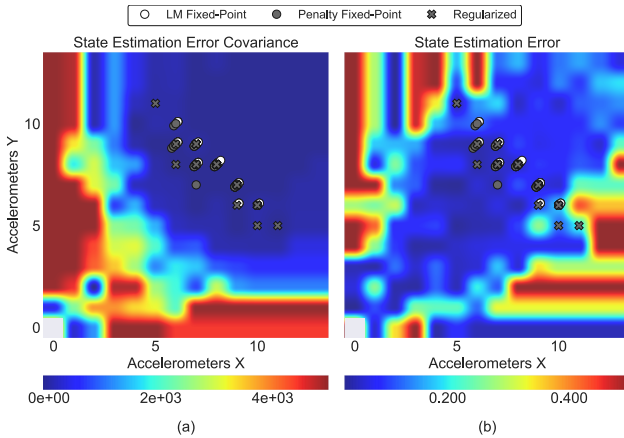 LM Fixed-Point Penalty Fixed-Point Regularized
State Estimation Error Covariance State Estimation Error
Accelerometers Y
10
5
0
0 5 10 5 10
Accelerometers X Accelerometers X
0e+00 2e+03 4e+03 0.200 0.400
(a) (b)